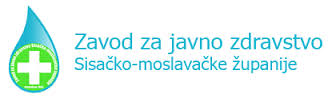 Zavod za javno zdravstvo
Sisačko-moslavačke županije